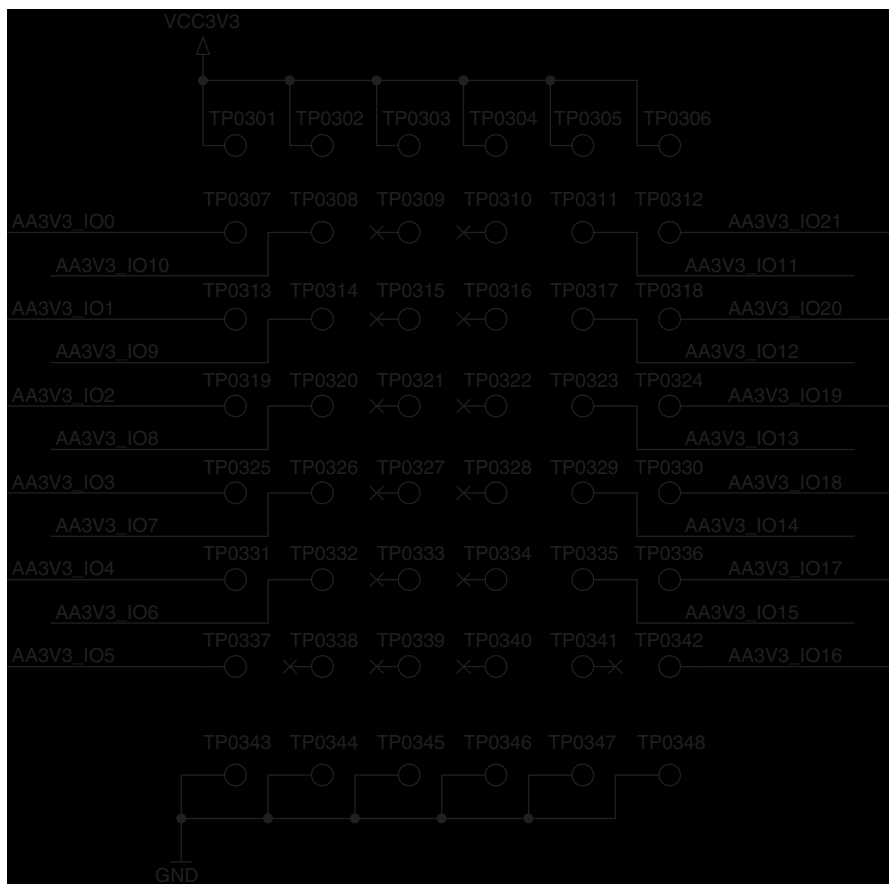 VCC3V3
TP0301 TP0302 TP0303 TP0304 TP0305 TP0306
TP0307 TP0308 TP0309 TP0310 TP0311 TP0312
AA3V3_IO0 AA3V3_IO21
AA3V3_IO10 AA3V3_IO11
TP0313 TP0314 TP0315 TP0316 TP0317 TP0318
AA3V3_IO1 AA3V3_IO20
AA3V3_IO9 AA3V3_IO12
TP0319 TP0320 TP0321 TP0322 TP0323 TP0324
AA3V3_IO2 AA3V3_IO19
AA3V3_IO8 AA3V3_IO13
TP0325 TP0326 TP0327 TP0328 TP0329 TP0330
AA3V3_IO3 AA3V3_IO18
AA3V3_IO7 AA3V3_IO14
TP0331 TP0332 TP0333 TP0334 TP0335 TP0336
AA3V3_IO4 AA3V3_IO17
AA3V3_IO6 AA3V3_IO15
TP0337 TP0338 TP0339 TP0340 TP0341 TP0342
AA3V3_IO5 AA3V3_IO16
TP0343 TP0344 TP0345 TP0346 TP0347 TP0348
GND